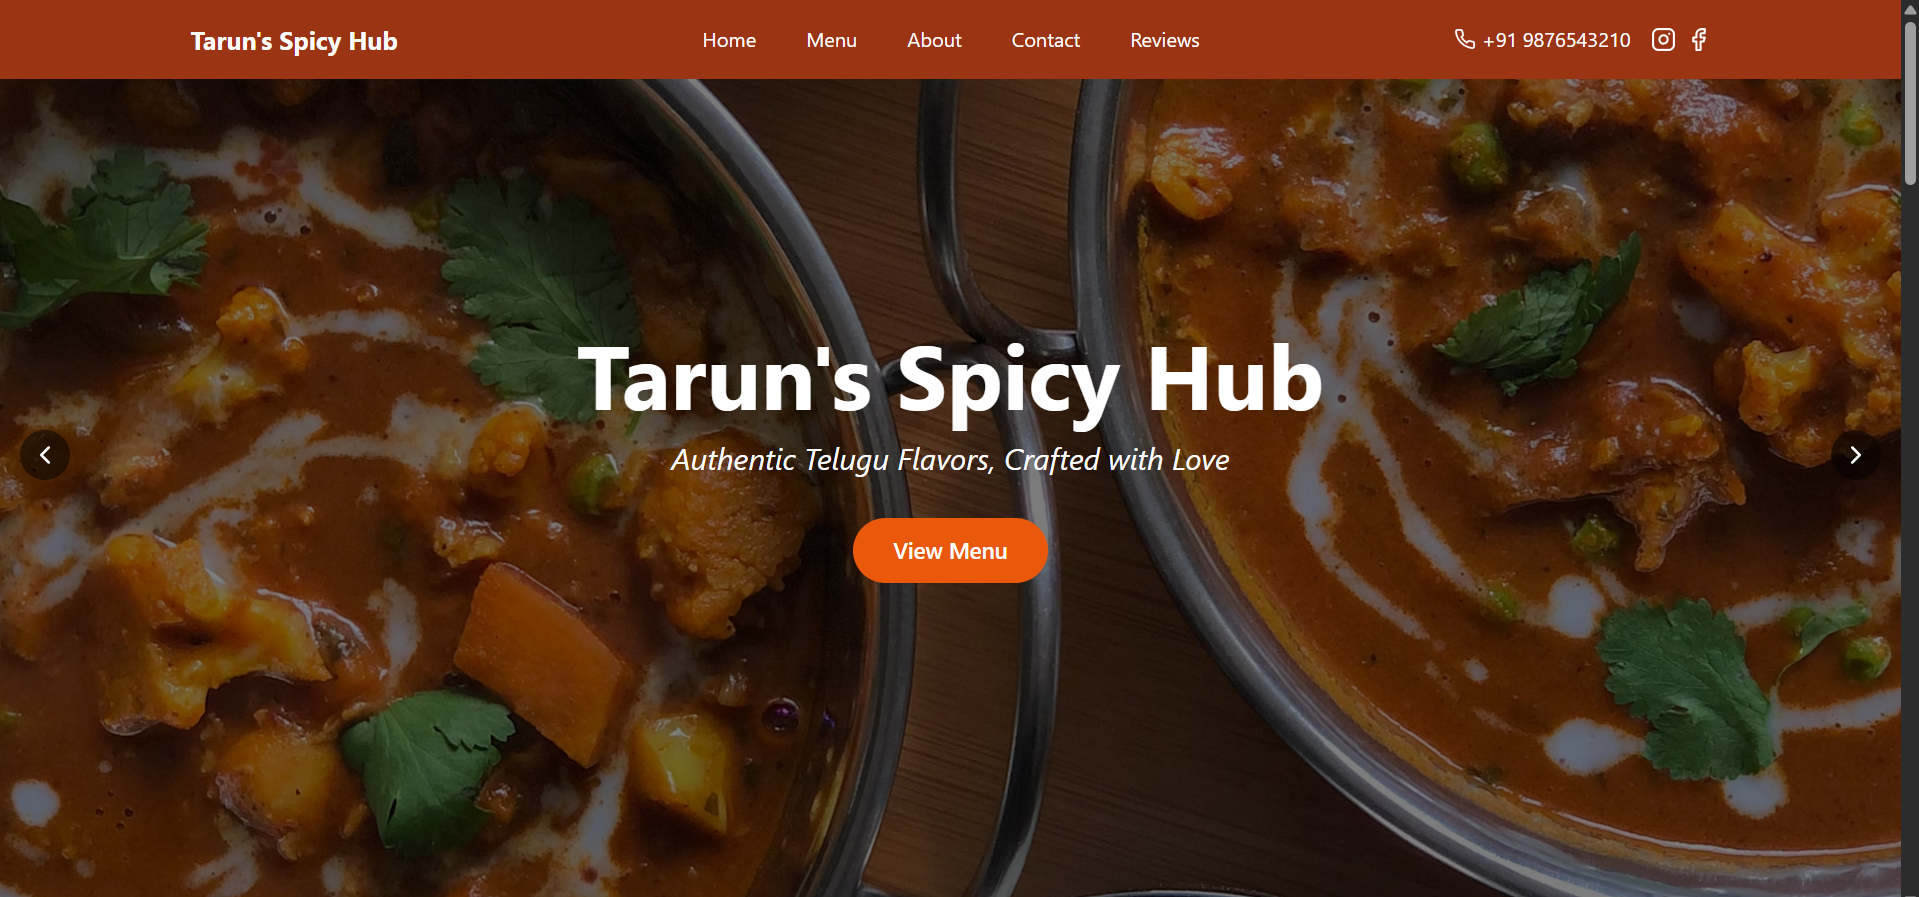 Tarun's Spicy Hub
Home Menu About Contact Reviews
+91 9876543210
Tarun's Spicy Hub
Authentic Telugu Flavors, Crafted with Love
View Menu